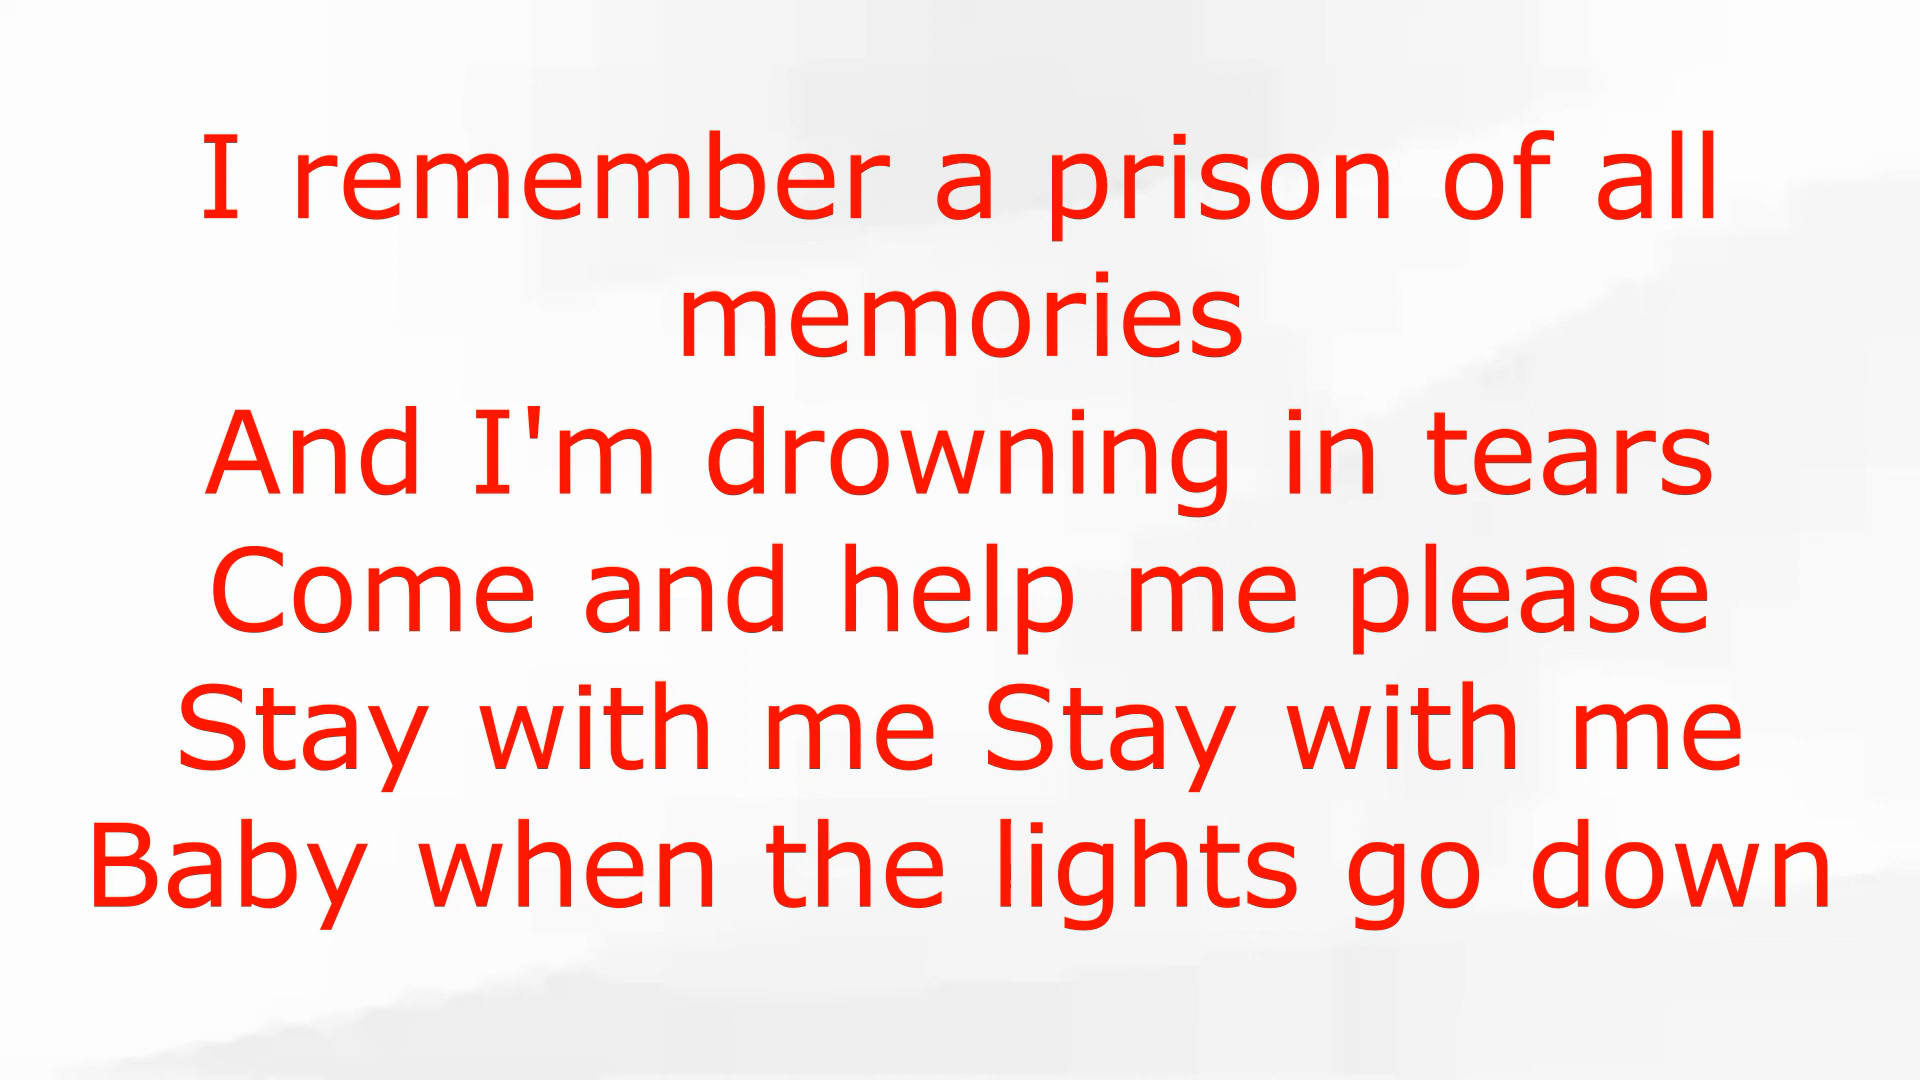 I remember a prison of all
memories
And I'm drowning in tears
Come and help me please
Stay with me Stay with me
Baby when the lights go down